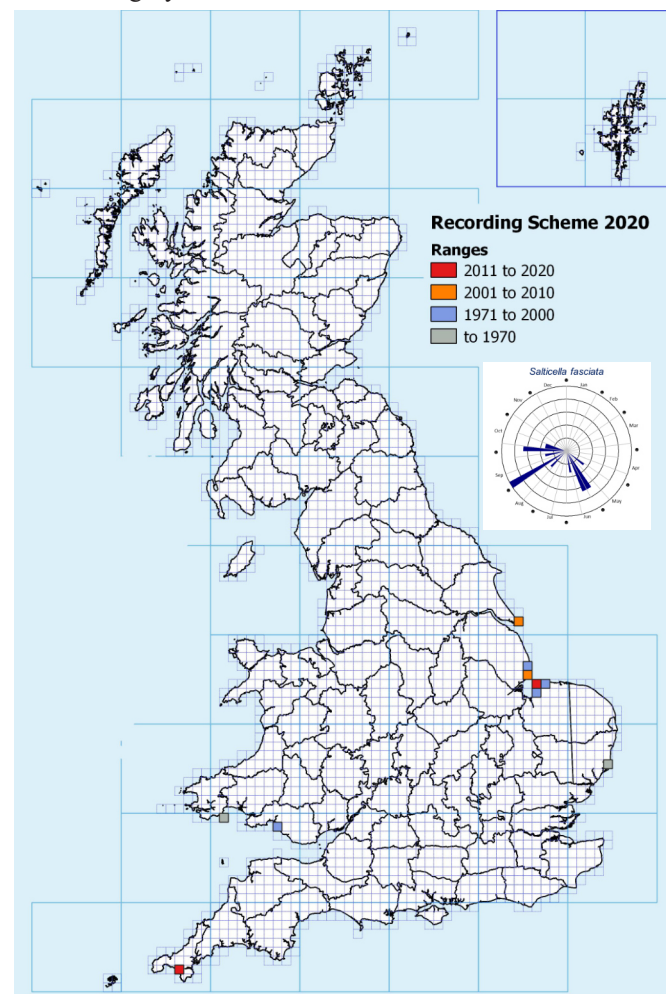 Recording Scheme 2020
Ranges
2011 to 2020
2001 to 2010
1971 to 2000
to 1970
Salticella fasciata
Dec
Jan
Nov
Feb
Oct
Mar
Sep
Apr
Aug
May
Jul
Jun